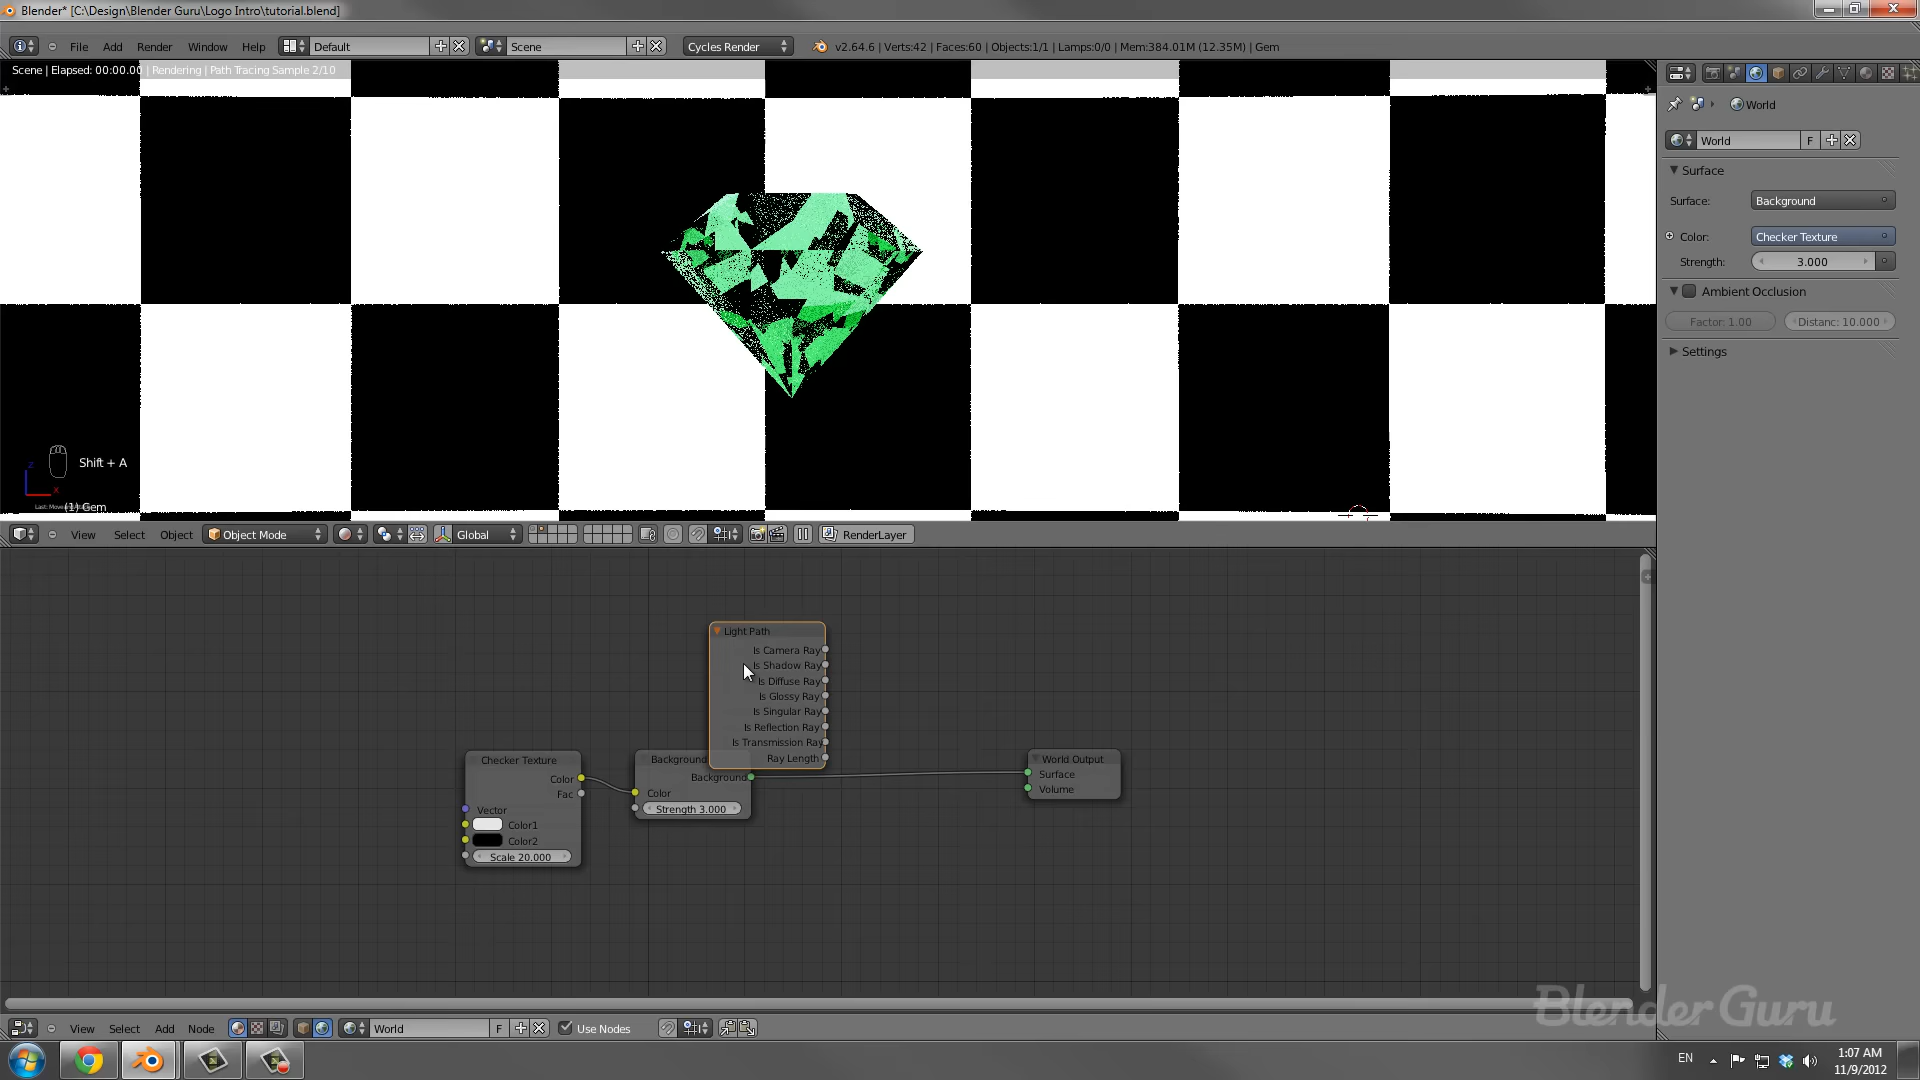 Blender* [C:\Design\Blender Guru\Logo Intro\tutorial.blend]
File Add Render Window Help Default Scene Cycles Render v2.64.6 | Verts:42 | Faces:60 | Objects:1/1 | Lamps:0/0 | Mem:384.01M (12.35M) | Gem
Scene | Elapsed: 00:00.00 | Rendering | Path Tracing Sample 2/10
World
World F
Surface
Surface: Background
Color: Checker Texture
Strength: 3.000
Ambient Occlusion
Factor: 1.00 Distanc: 10.000
Settings
Shift + A
z
x
(1) Gem
View Select Object Object Mode Global RenderLayer
Light Path
Is Camera Ray
Is Shadow Ray
Is Diffuse Ray
Is Glossy Ray
Is Singular Ray
Is Reflection Ray
Is Transmission Ray
Ray Length
Checker Texture
Color
Fac
Vector
Color1
Color2
Scale 20.000
Background
Background
Color
Strength 3.000
World Output
Surface
Volume
BlenderGuru
View Select Add Node World F Use Nodes
EN
1:07 AM
11/9/2012